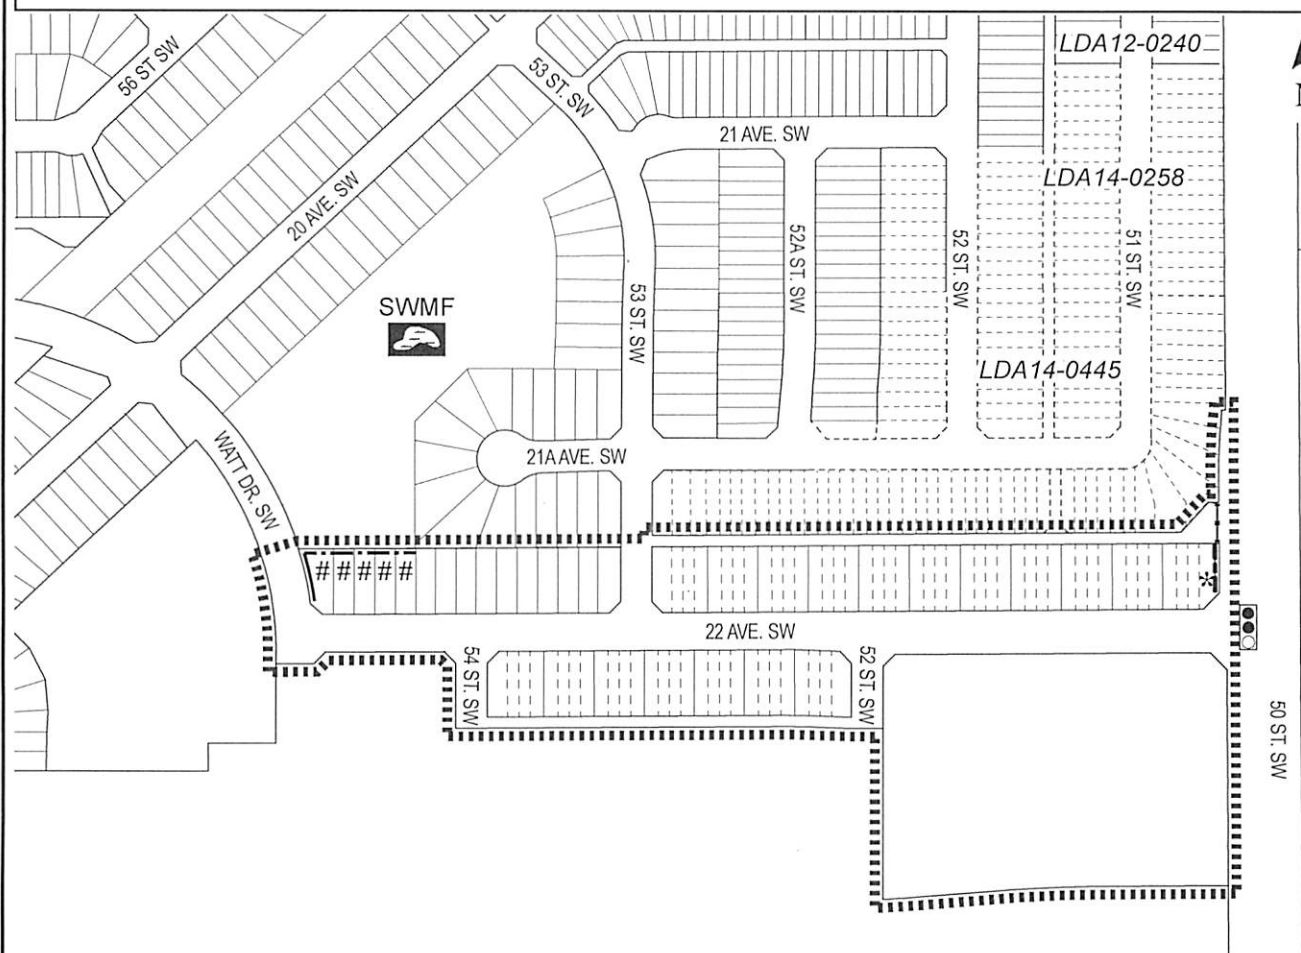 LDA12-0240
56 ST SW
53 ST. SW
21 AVE. SW
LDA14-0258
20 AVE. SW
52A ST. SW
52 ST. SW
51 ST. SW
SWMF
53 ST. SW
LDA14-0445
WATT DR. SW
21A AVE. SW
# # # # #
*
22 AVE. SW
54 ST. SW
52 ST. SW
50 ST. SW